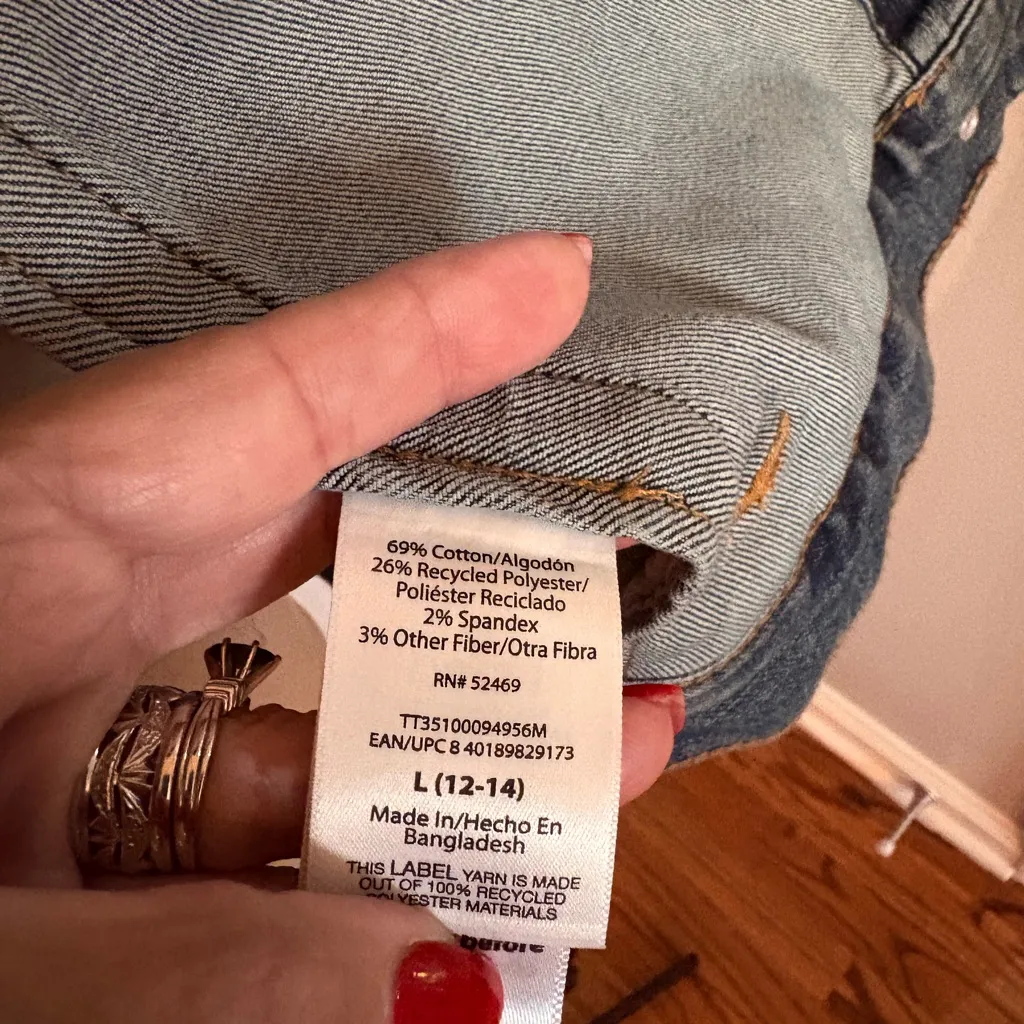 69% Cotton/Algodón
26% Recycled Polyester/
Poliéster Reciclado
2% Spandex
3% Other Fiber/Otra Fibra
RN# 52469
TT35100094956M
EAN/UPC 8 40189829173
L (12-14)
Made In/Hecho En
Bangladesh
THIS LABEL YARN IS MADE
OUT OF 100% RECYCLED
POLYESTER MATERIALS
before